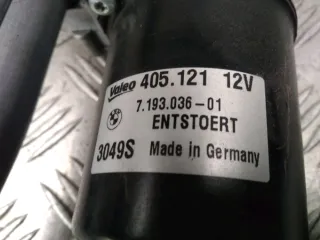 Valeo 405.121 12V
7.193.036-01
ENTSTOERT
3049S Made in Germany